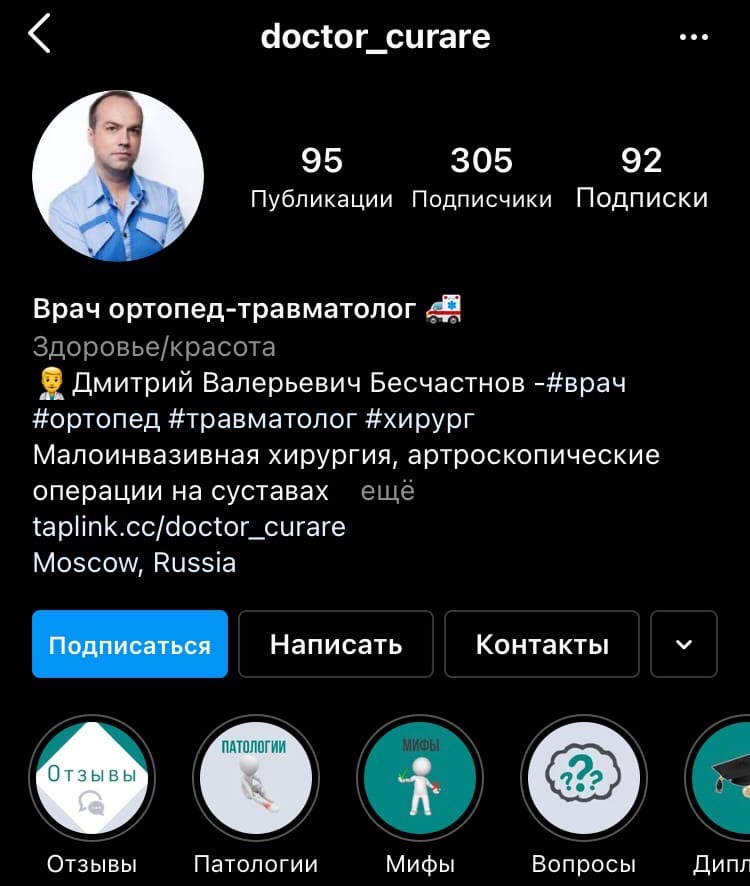 doctor_curare
95 305 92
Публикации Подписчики Подписки
Врач ортопед-травматолог
Здоровье/красота
Дмитрий Валерьевич Бесчастнов -#врач
#ортопед #травматолог #хирург
Малоинвазивная хирургия, артроскопические
операции на суставах ещё
taplink.cc/doctor_curare
Moscow, Russia
Подписаться Написать Контакты
Отзывы ПАТОЛОГИИ МИФЫ ???
Отзывы Патологии Мифы Вопросы Дипл